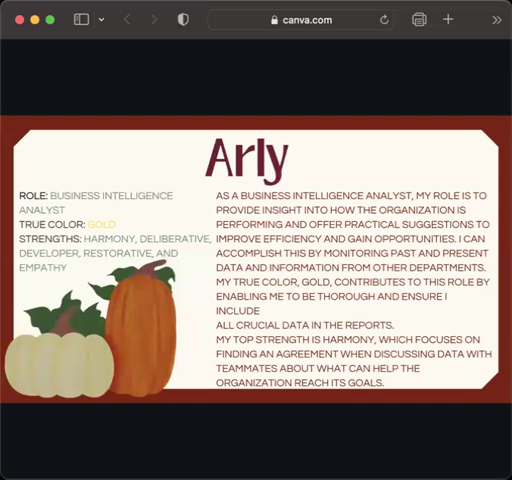 canva.com
Arly
ROLE: BUSINESS INTELLIGENCE
ANALYST
TRUE COLOR: GOLD
STRENGTHS: HARMONY, DELIBERATIVE,
DEVELOPER, RESTORATIVE, AND
EMPATHY
AS A BUSINESS INTELLIGENCE ANALYST, MY ROLE IS TO
PROVIDE INSIGHT INTO HOW THE ORGANIZATION IS
PERFORMING AND OFFER PRACTICAL SUGGESTIONS TO
IMPROVE EFFICIENCY AND GAIN OPPORTUNITIES. I CAN
ACCOMPLISH THIS BY MONITORING PAST AND PRESENT
DATA AND INFORMATION FROM OTHER DEPARTMENTS.
MY TRUE COLOR, GOLD, CONTRIBUTES TO THIS ROLE BY
ENABLING ME TO BE THOROUGH AND ENSURE I
INCLUDE
ALL CRUCIAL DATA IN THE REPORTS.
MY TOP STRENGTH IS HARMONY, WHICH FOCUSES ON
FINDING AN AGREEMENT WHEN DISCUSSING DATA WITH
TEAMMATES ABOUT WHAT CAN HELP THE
ORGANIZATION REACH ITS GOALS.